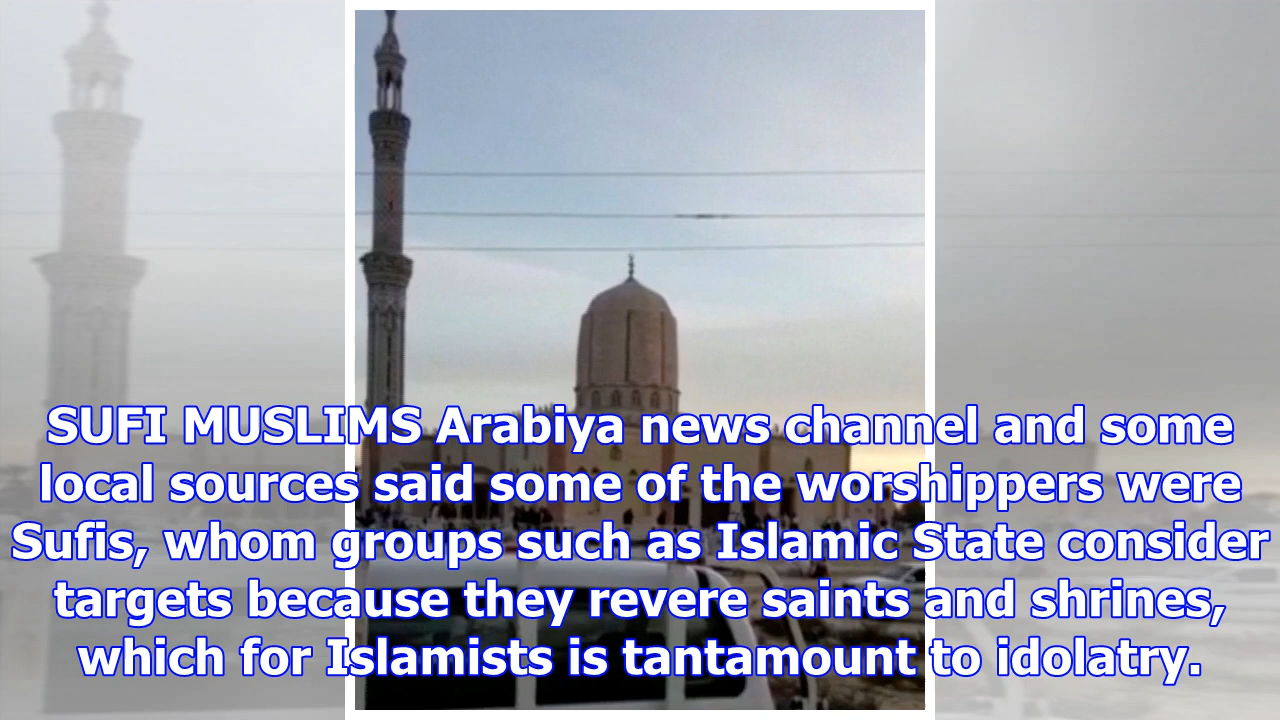 SUFI MUSLIMS Arabiya news channel and some
local sources said some of the worshippers were
Sufis, whom groups such as Islamic State consider
targets because they revere saints and shrines,
which for Islamists is tantamount to idolatry.